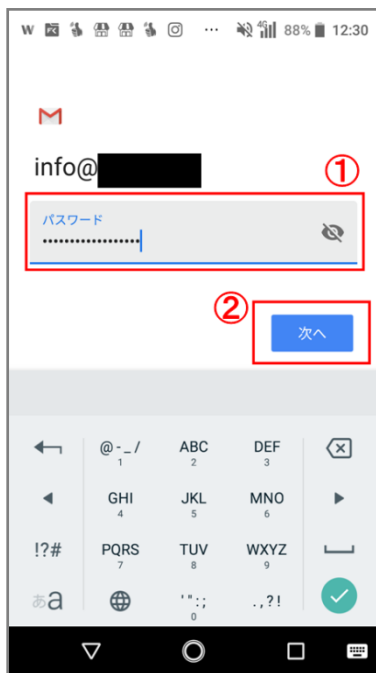 W 4G 88% 12:30
info@
①
パスワード
••••••••••••••••••
②
次へ
@-_/ ABC DEF
1 2 3
GHI JKL MNO
4 5 6
!?# PQRS TUV WXYZ
7 8 9
あa '":; .,?!
0